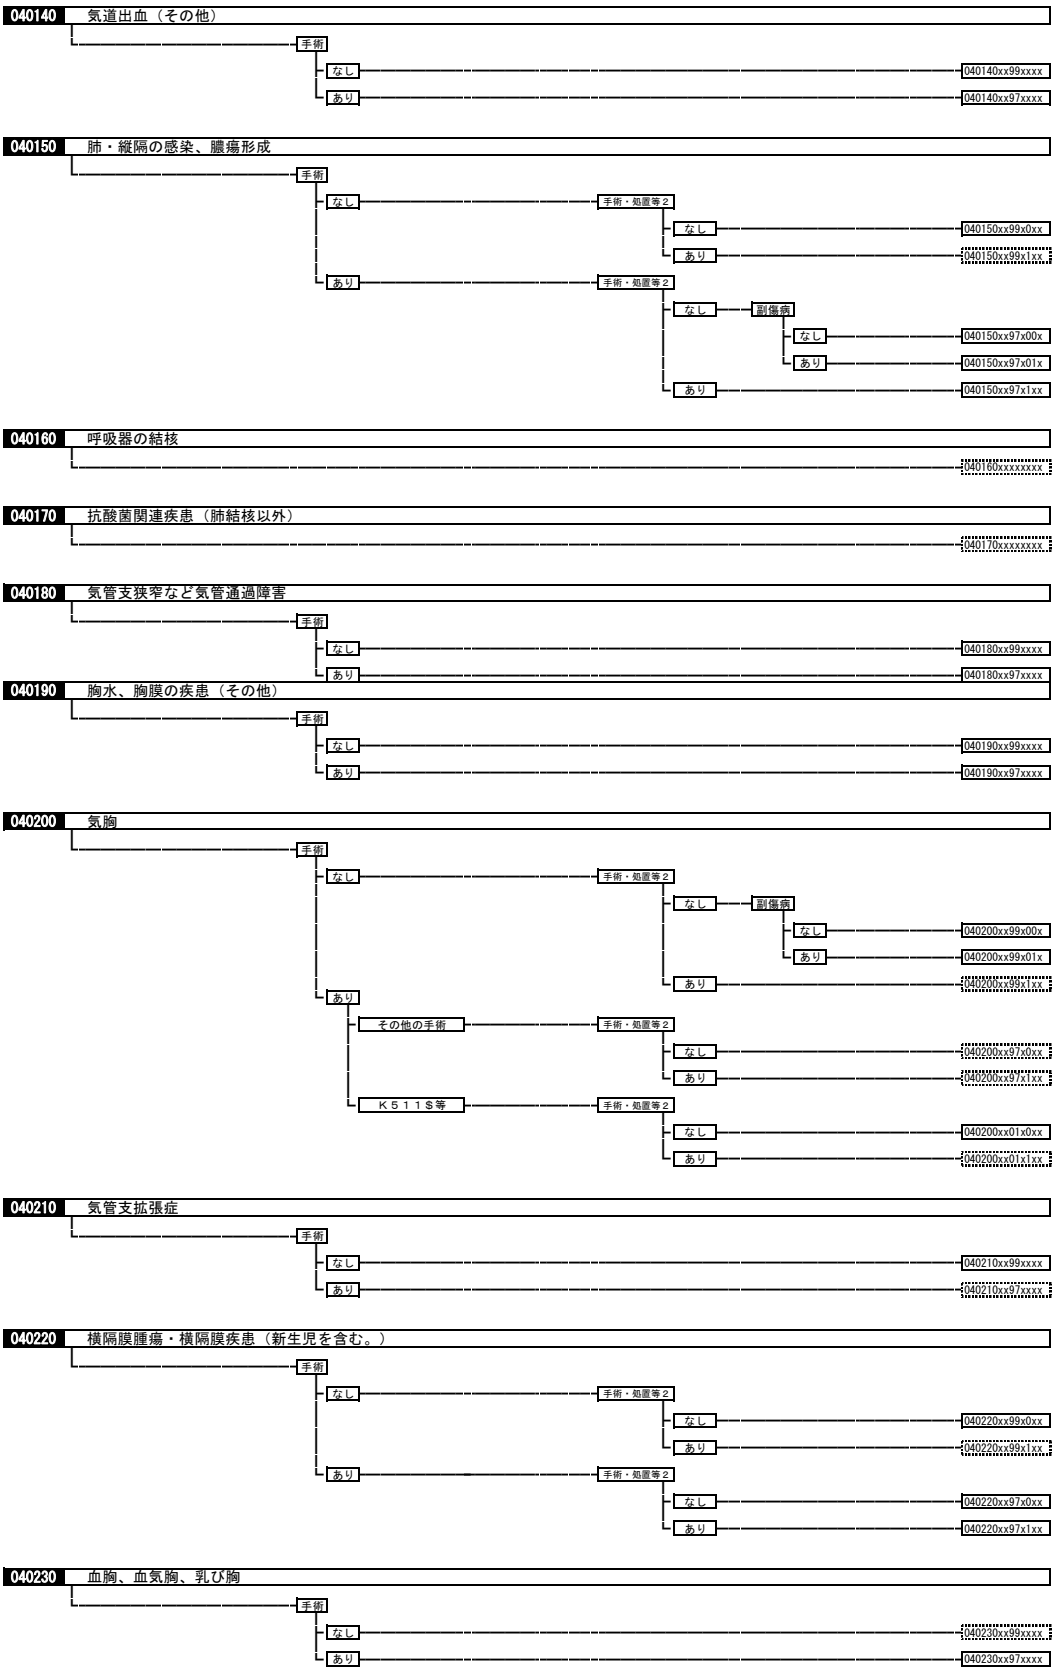 040140 気道出血（その他）
手術
なし 040140xx99xxxx
あり 040140xx97xxxx
040150 肺・縦隔の感染、膿瘍形成
手術
なし 手術・処置等２
なし 040150xx99x0xx
あり 040150xx99x1xx
あり 手術・処置等２
なし 副傷病
なし 040150xx97x00x
あり 040150xx97x01x
あり 040150xx97x1xx
040160 呼吸器の結核
040160xxxxxxxx
040170 抗酸菌関連疾患（肺結核以外）
040170xxxxxxxx
040180 気管支狭窄など気管通過障害
手術
なし 040180xx99xxxx
あり 040180xx97xxxx
040190 胸水、胸膜の疾患（その他）
手術
なし 040190xx99xxxx
あり 040190xx97xxxx
040200 気胸
手術
なし 手術・処置等２
なし 副傷病
なし 040200xx99x00x
あり 040200xx99x01x
あり 040200xx99x1xx
あり
その他の手術 手術・処置等２
なし 040200xx97x0xx
あり 040200xx97x1xx
Ｋ５１１＄等 手術・処置等２
なし 040200xx01x0xx
あり 040200xx01x1xx
040210 気管支拡張症
手術
なし 040210xx99xxxx
あり 040210xx97xxxx
040220 横隔膜腫瘍・横隔膜疾患（新生児を含む。）
手術
なし 手術・処置等２
なし 040220xx99x0xx
あり 040220xx99x1xx
あり 手術・処置等２
なし 040220xx97x0xx
あり 040220xx97x1xx
040230 血胸、血気胸、乳び胸
手術
なし 040230xx99xxxx
あり 040230xx97xxxx